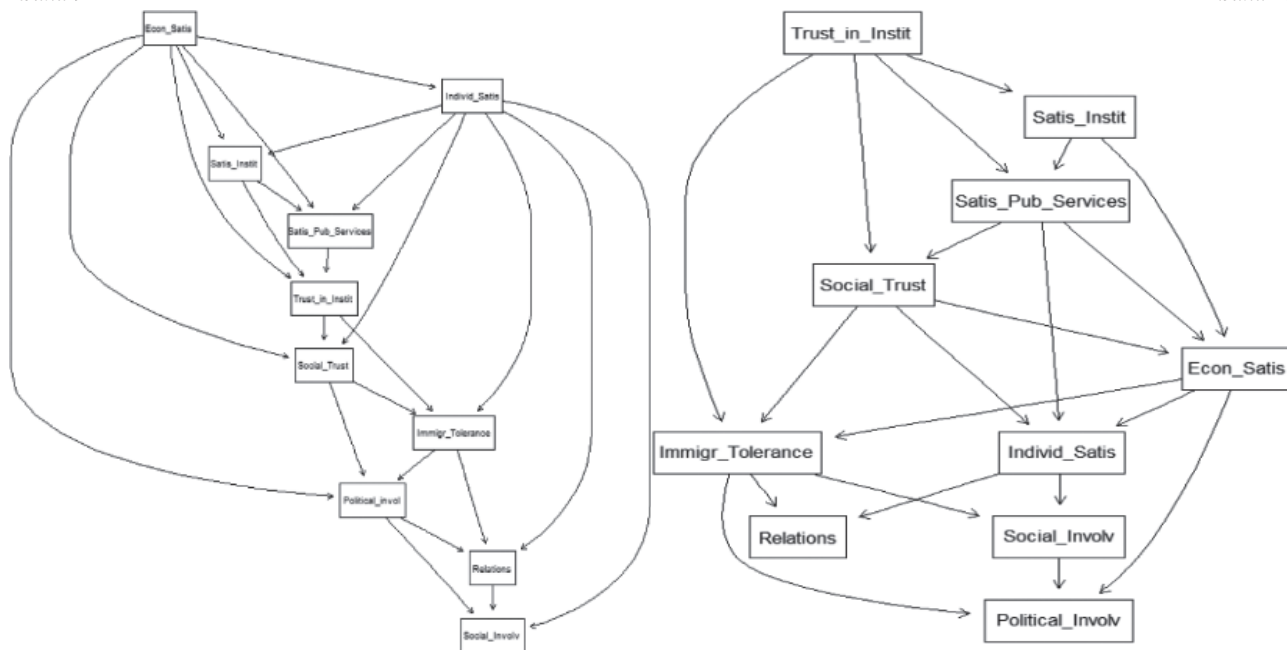 Econ_Satis
Individ_Satis
Satis_Instit
Satis_Pub_Services
Trust_in_Instit
Social_Trust
Immigr_Tolerance
Political_invol
Relations
Social_Involv
Trust_in_Instit
Satis_Instit
Satis_Pub_Services
Social_Trust
Econ_Satis
Immigr_Tolerance
Individ_Satis
Relations
Social_Involv
Political_Involv